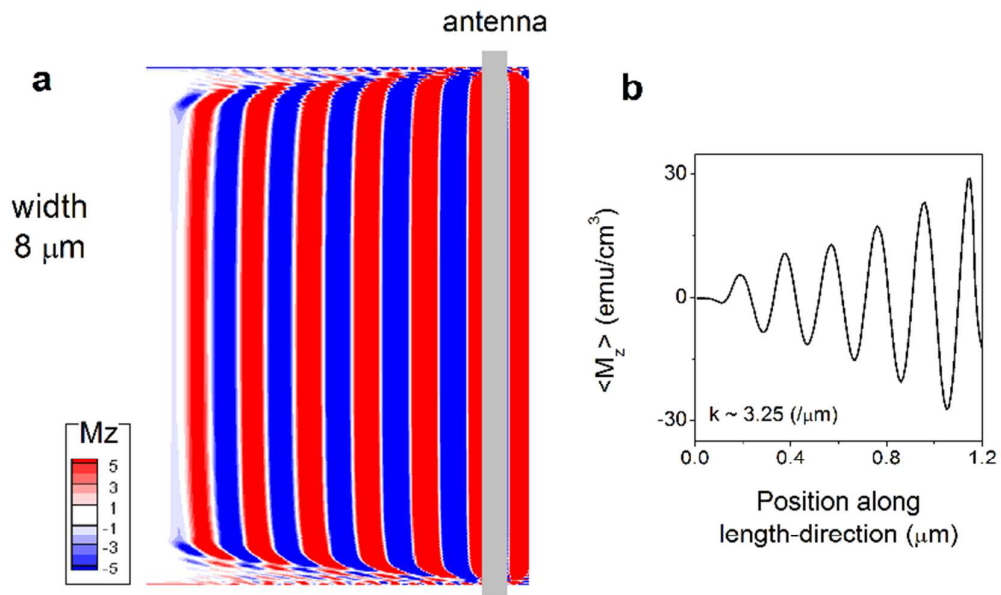 antenna
a
width
8 μm
Mz
5
3
1
-1
-3
-5
b
<M_z> (emu/cm³)
30
0
-30
k ~ 3.25 (/μm)
0.0 0.4 0.8 1.2
Position along
length-direction (μm)